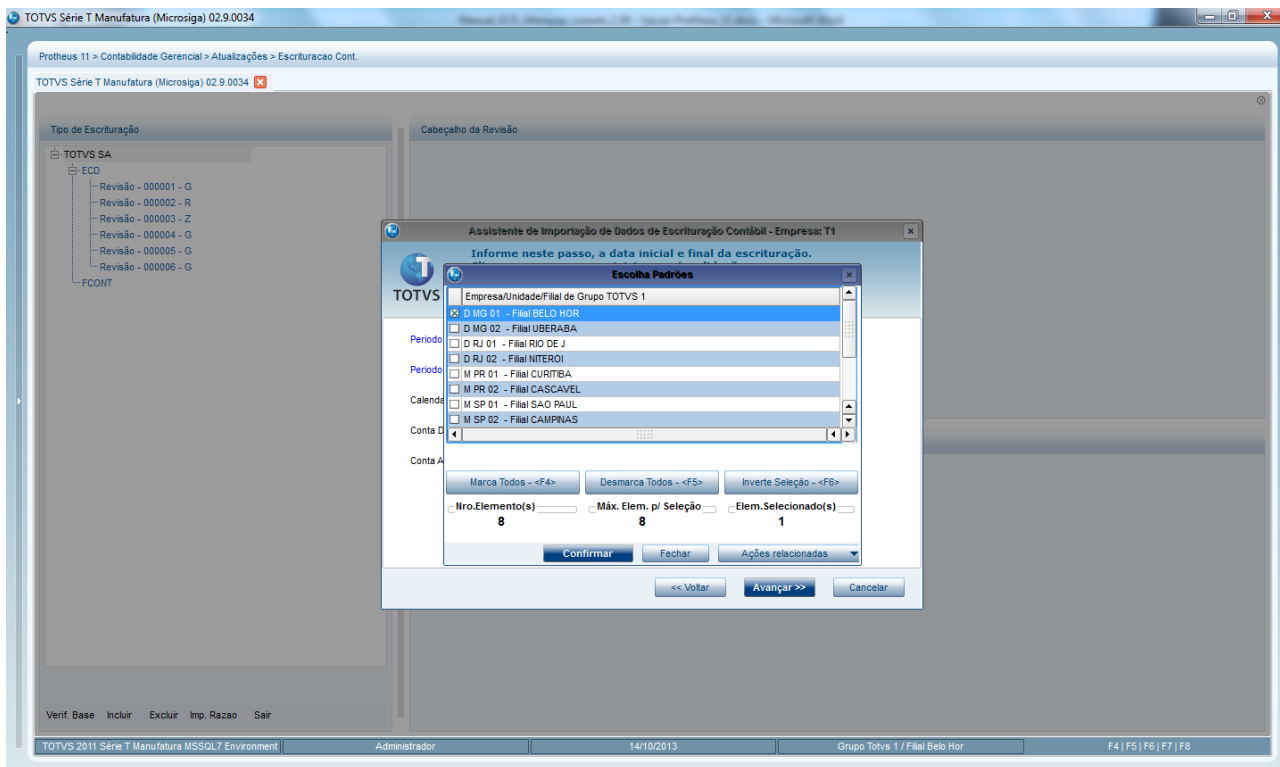 TOTVS Série T Manufatura (Microsiga) 02.9.0034
Protheus 11 > Contabilidade Gerencial > Atualizações > Escrituracao Cont.
TOTVS Série T Manufatura (Microsiga) 02.9.0034
Tipo de Escrituração
Cabeçalho da Revisão
TOTVS SA
ECD
Revisão - 000001 - G
Revisão - 000002 - R
Revisão - 000003 - Z
Revisão - 000004 - G
Revisão - 000005 - G
Revisão - 000006 - G
FCONT
Assistente de Importação de Dados de Escrituração Contábil - Empresa: T1
Informe neste passo, a data inicial e final da escrituração.
TOTVS
Escolha Padrões
Empresa/Unidade/Filial de Grupo TOTVS 1
D MG 01 - Filial BELO HOR
D MG 02 - Filial UBERABA
D RJ 01 - Filial RIO DE J
D RJ 02 - Filial NITEROI
M PR 01 - Filial CURITIBA
M PR 02 - Filial CASCAVEL
M SP 01 - Filial SAO PAUL
M SP 02 - Filial CAMPINAS
Periodo
Periodo
Calenda
Conta D
Conta A
Marca Todos - <F4>
Desmarca Todos - <F5>
Inverte Seleção - <F6>
Nro.Elemento(s)
8
Máx. Elem. p/ Seleção
8
Elem.Selecionado(s)
1
Confirmar
Fechar
Ações relacionadas
<< Voltar
Avançar >>
Cancelar
Verif. Base Incluir Excluir Imp. Razao Sair
TOTVS 2011 Série T Manufatura MSSQL7 Environment
Administrador
14/10/2013
Grupo Totvs 1 / Filial Belo Hor
F4 | F5 | F6 | F7 | F8